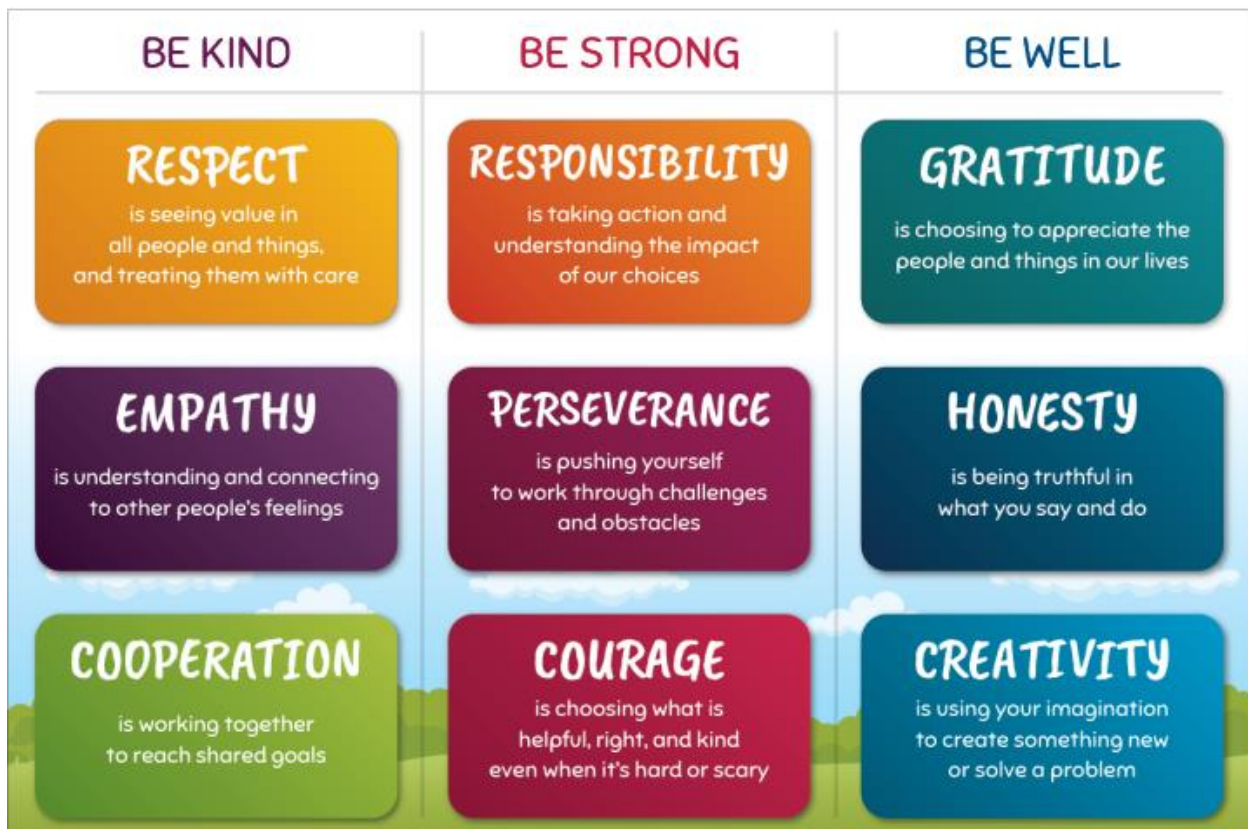 BE KIND
BE STRONG
BE WELL
RESPECT
is seeing value in
all people and things,
and treating them with care
RESPONSIBILITY
is taking action and
understanding the impact
of our choices
GRATITUDE
is choosing to appreciate the
people and things in our lives
EMPATHY
is understanding and connecting
to other people's feelings
PERSEVERANCE
is pushing yourself
to work through challenges
and obstacles
HONESTY
is being truthful in
what you say and do
COOPERATION
is working together
to reach shared goals
COURAGE
is choosing what is
helpful, right, and kind
even when it's hard or scary
CREATIVITY
is using your imagination
to create something new
or solve a problem